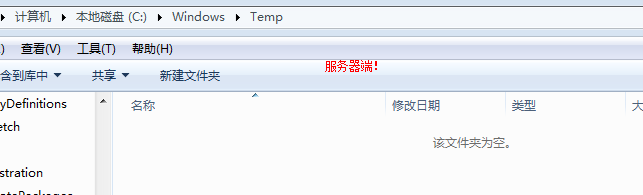 计算机 本地磁盘 (C:) Windows Temp
查看(V) 工具(T) 帮助(H)
服务器端!
含到库中 共享 新建文件夹
yDefinitions 名称 修改日期 类型 大
etch
该文件夹为空。
istration